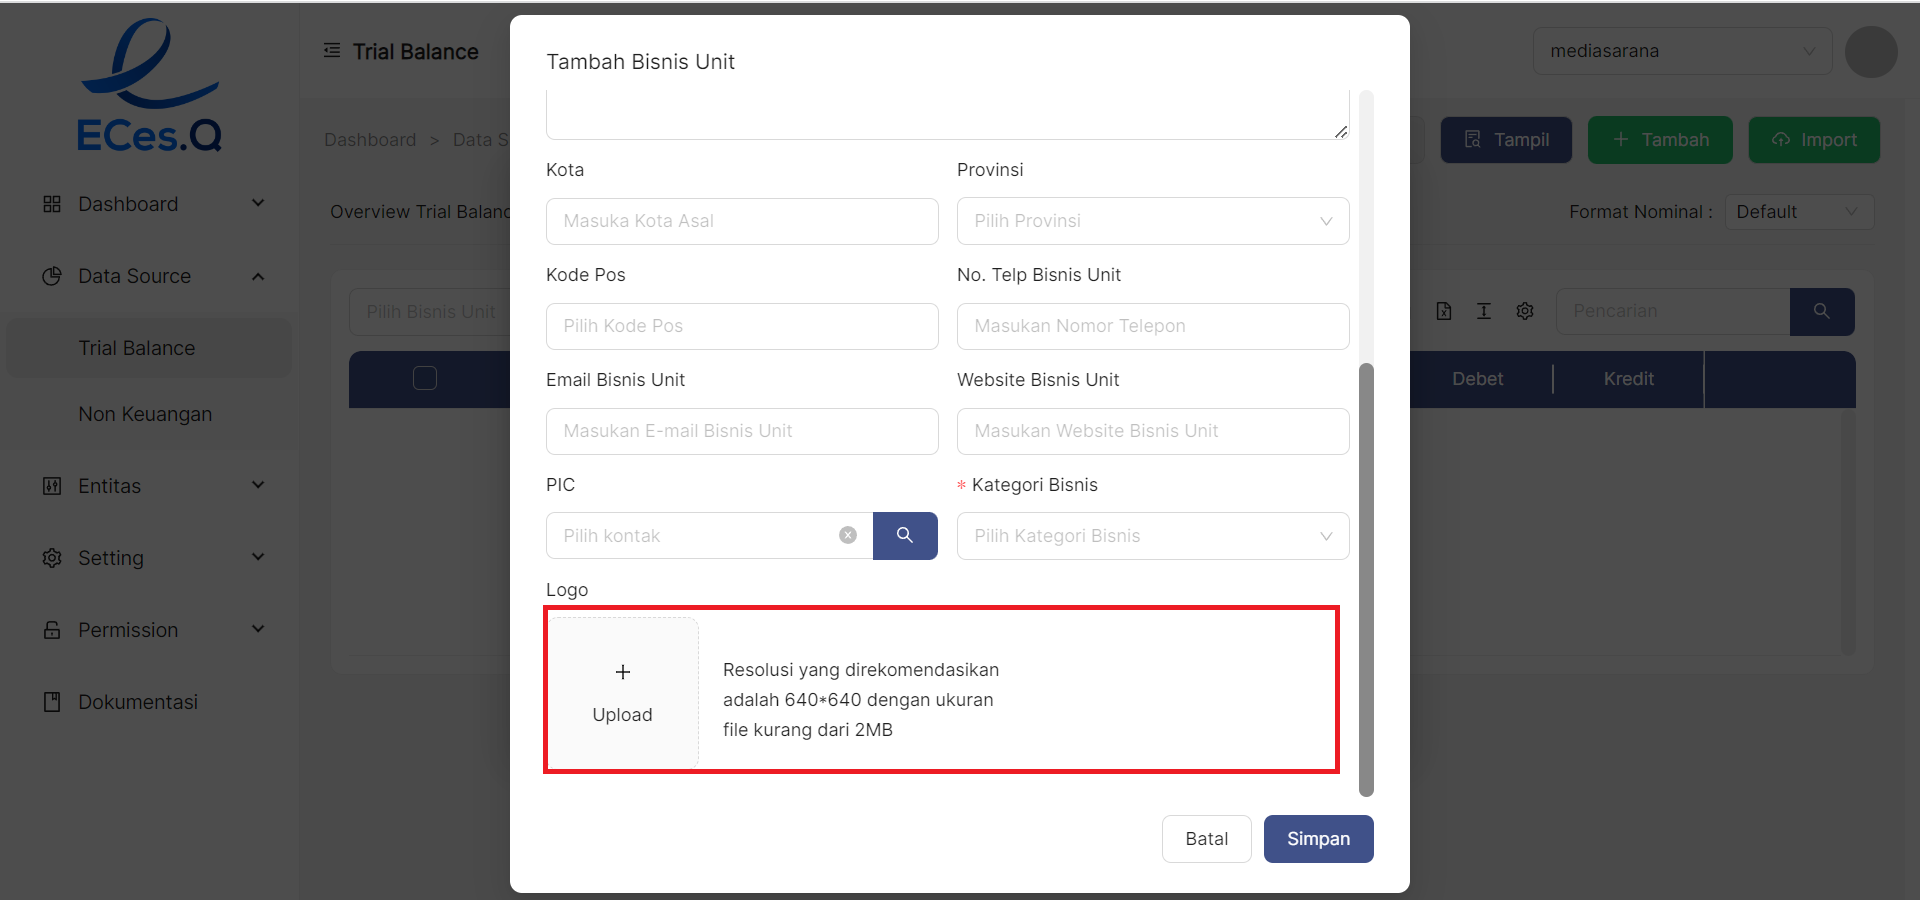 ECes.Q
Dashboard
Data Source
Trial Balance
Non Keuangan
Entitas
Setting
Permission
Dokumentasi
Trial Balance
mediasarana
Dashboard > Data S
Tampil
+ Tambah
Import
Overview Trial Balanc
Format Nominal :
Default
Pilih Bisnis Unit
Pencarian
Debet
Kredit
Tambah Bisnis Unit
Kota
Provinsi
Masuka Kota Asal
Pilih Provinsi
Kode Pos
No. Telp Bisnis Unit
Pilih Kode Pos
Masukan Nomor Telepon
Email Bisnis Unit
Website Bisnis Unit
Masukan E-mail Bisnis Unit
Masukan Website Bisnis Unit
PIC
* Kategori Bisnis
Pilih kontak
Pilih Kategori Bisnis
Logo
+
Upload
Resolusi yang direkomendasikan
adalah 640*640 dengan ukuran
file kurang dari 2MB
Batal
Simpan